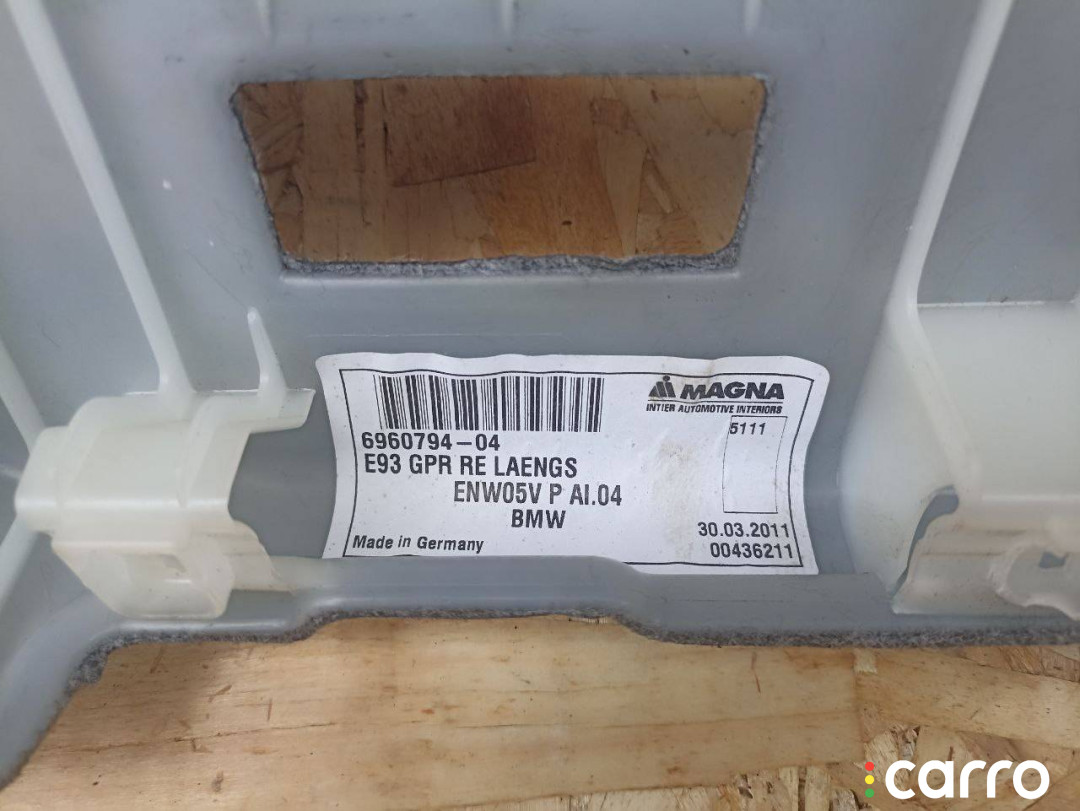 MAGNA
INTIER AUTOMOTIVE INTERIORS
5111
6960794-04
E93 GPR RE LAENGS
ENW05V P AI.04
BMW
30.03.2011
Made in Germany
00436211
carro